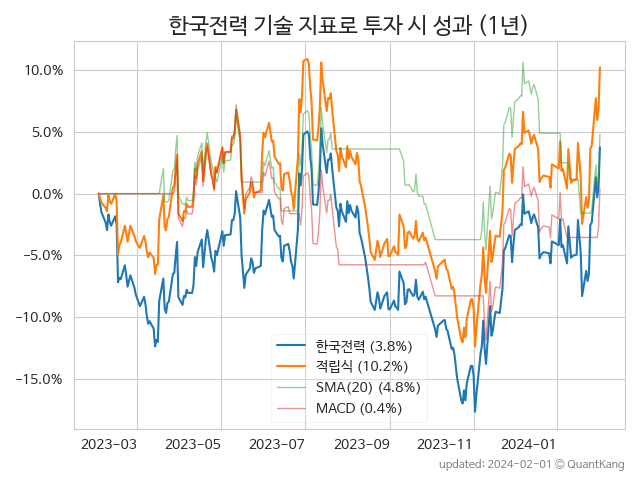 한국전력 기술 지표로 투자 시 성과 (1년)
10.0%
5.0%
0.0%
−5.0%
−10.0%
−15.0%
한국전력 (3.8%)
적립식 (10.2%)
SMA(20) (4.8%)
MACD (0.4%)
2023-03 2023-05 2023-07 2023-09 2023-11 2024-01
updated: 2024-02-01 © QuantKang